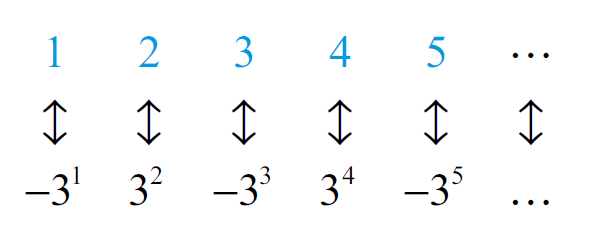 1 2 3 4 5 ⋯
↕ ↕ ↕ ↕ ↕ ↕
−3¹ 3² −3³ 3⁴ −3⁵ …